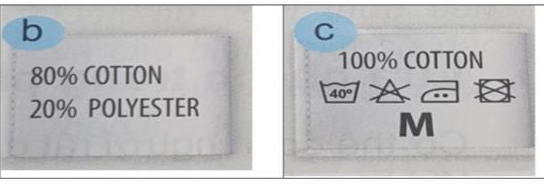 b
80% COTTON
20% POLYESTER
c
100% COTTON
40°
M